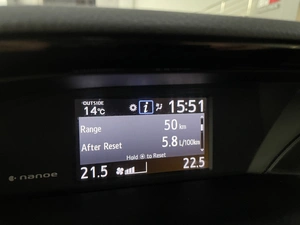 OUTSIDE
14°C
i
15:51
Range 50 km
After Reset 5.8 L/100km
Hold ⦿ to Reset
nanoe
21.5
22.5